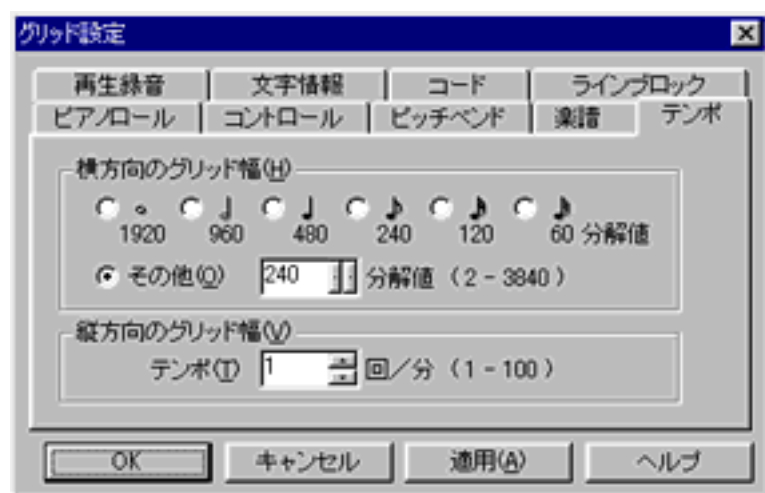 グリッド設定
再生録音 文字情報 コード ラインブロック
ピアノロール コントロール ピッチベンド 楽譜 テンポ
横方向のグリッド幅(H)
1920 960 480 240 120 60 分解値
その他(O) 240 分解値 (2 - 3840)
縦方向のグリッド幅(V)
テンポ(T) 1 回/分 (1 - 100)
OK キャンセル 適用(A) ヘルプ